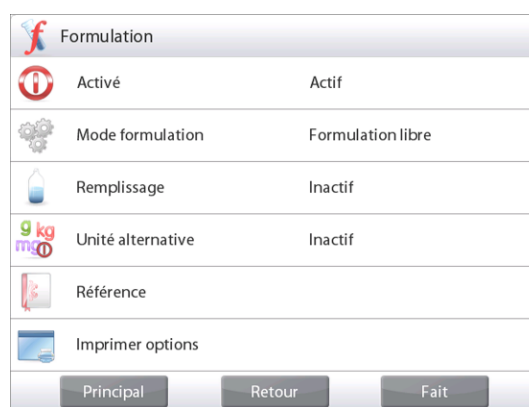 Formulation
Activé Actif
Mode formulation Formulation libre
Remplissage Inactif
g kg
mg
Unité alternative Inactif
Référence
Imprimer options
Principal Retour Fait